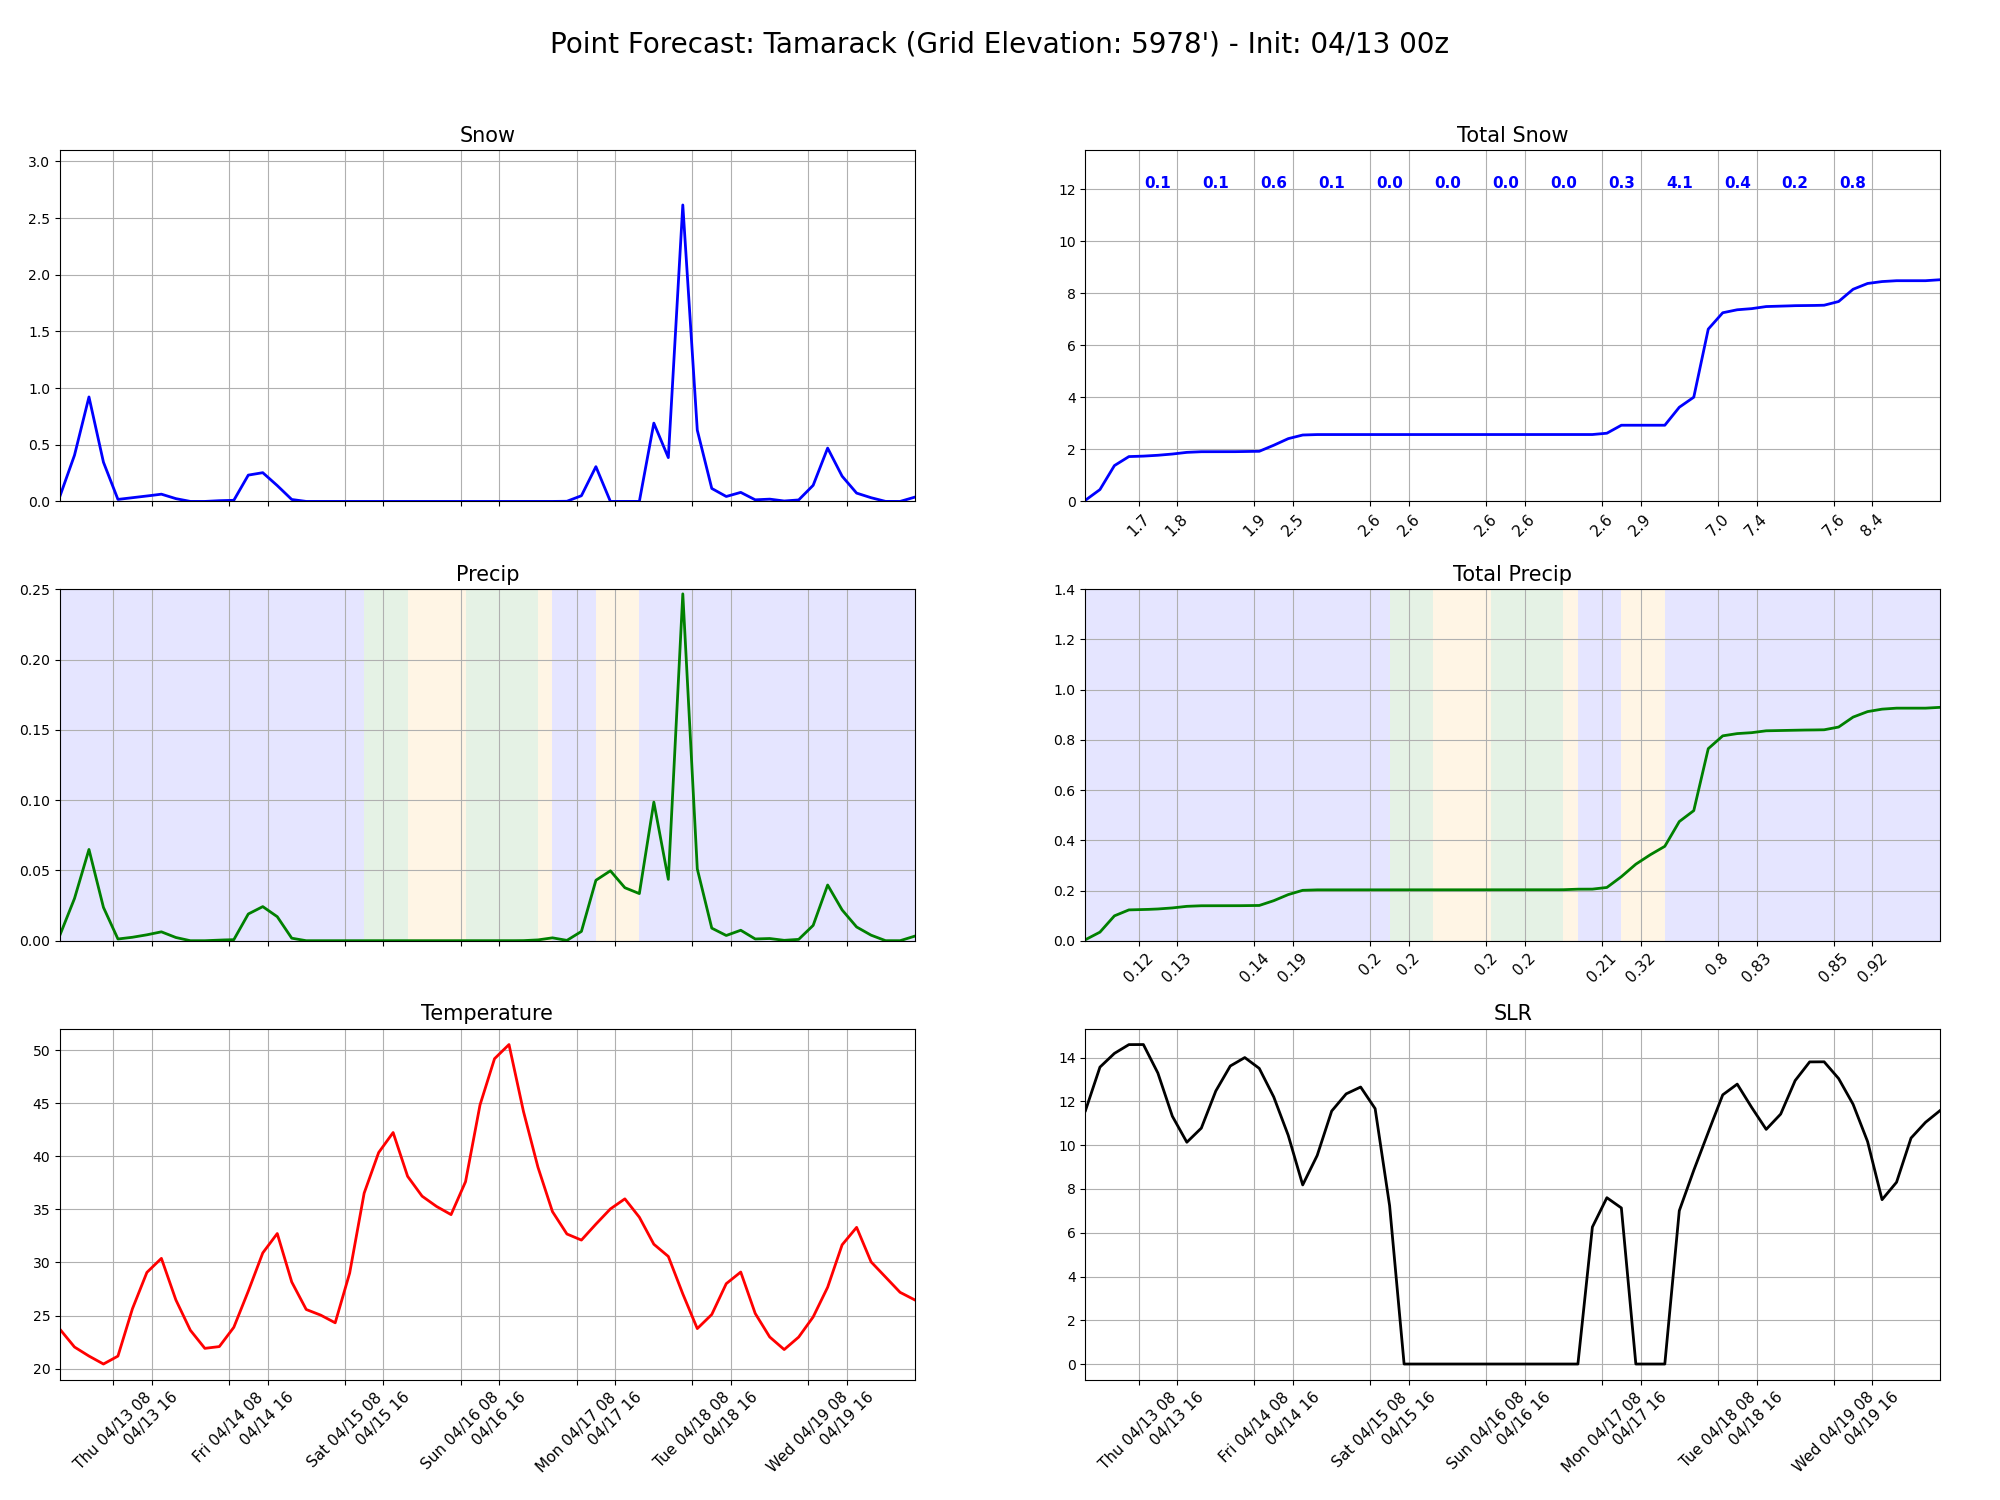 Point Forecast: Tamarack (Grid Elevation: 5978') - Init: 04/13 00z
Snow
3.0
2.5
2.0
1.5
1.0
0.5
0.0
Total Snow
0.1 0.1 0.6 0.1 0.0 0.0 0.0 0.0 0.3 4.1 0.4 0.2 0.8
12
10
8
6
4
2
0
1.7 1.8 1.9 2.5 2.6 2.6 2.6 2.6 2.6 2.9 7.0 7.4 7.6 8.4
Precip
0.25
0.20
0.15
0.10
0.05
0.00
Total Precip
1.4
1.2
1.0
0.8
0.6
0.4
0.2
0.0
0.12 0.13 0.14 0.19 0.2 0.2 0.2 0.2 0.21 0.32 0.8 0.83 0.85 0.92
Temperature
50
45
40
35
30
25
20
Thu 04/13 08
04/13 16
Fri 04/14 08
04/14 16
Sat 04/15 08
04/15 16
Sun 04/16 08
04/16 16
Mon 04/17 08
04/17 16
Tue 04/18 08
04/18 16
Wed 04/19 08
04/19 16
SLR
14
12
10
8
6
4
2
0
Thu 04/13 08
04/13 16
Fri 04/14 08
04/14 16
Sat 04/15 08
04/15 16
Sun 04/16 08
04/16 16
Mon 04/17 08
04/17 16
Tue 04/18 08
04/18 16
Wed 04/19 08
04/19 16